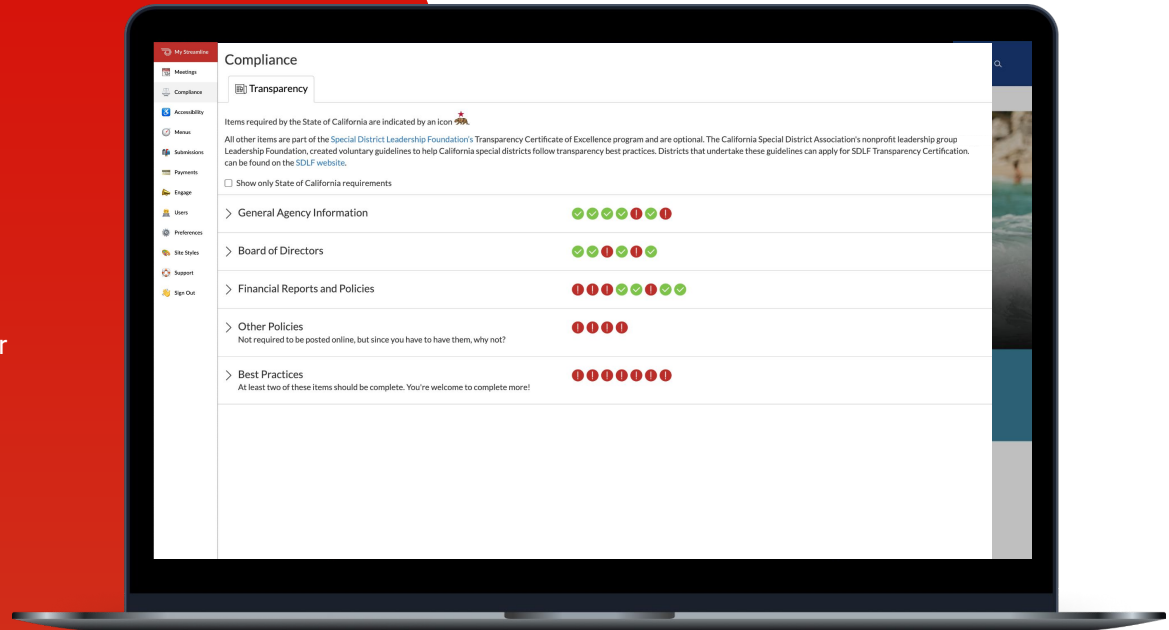 My Streamline
Meetings
Compliance
Accessibility
Menus
Submissions
Payments
Engage
Users
Preferences
Site Styles
Support
Sign Out
Compliance
Transparency
Items required by the State of California are indicated by an icon
All other items are part of the Special District Leadership Foundation's Transparency Certificate of Excellence program and are optional. The California Special District Association's nonprofit leadership group
Leadership Foundation, created voluntary guidelines to help California special districts follow transparency best practices. Districts that undertake these guidelines can apply for SDLF Transparency Certification.
can be found on the SDLF website.
Show only State of California requirements
General Agency Information
Board of Directors
Financial Reports and Policies
Other Policies
Not required to be posted online, but since you have to have them, why not?
Best Practices
At least two of these items should be complete. You're welcome to complete more!
r